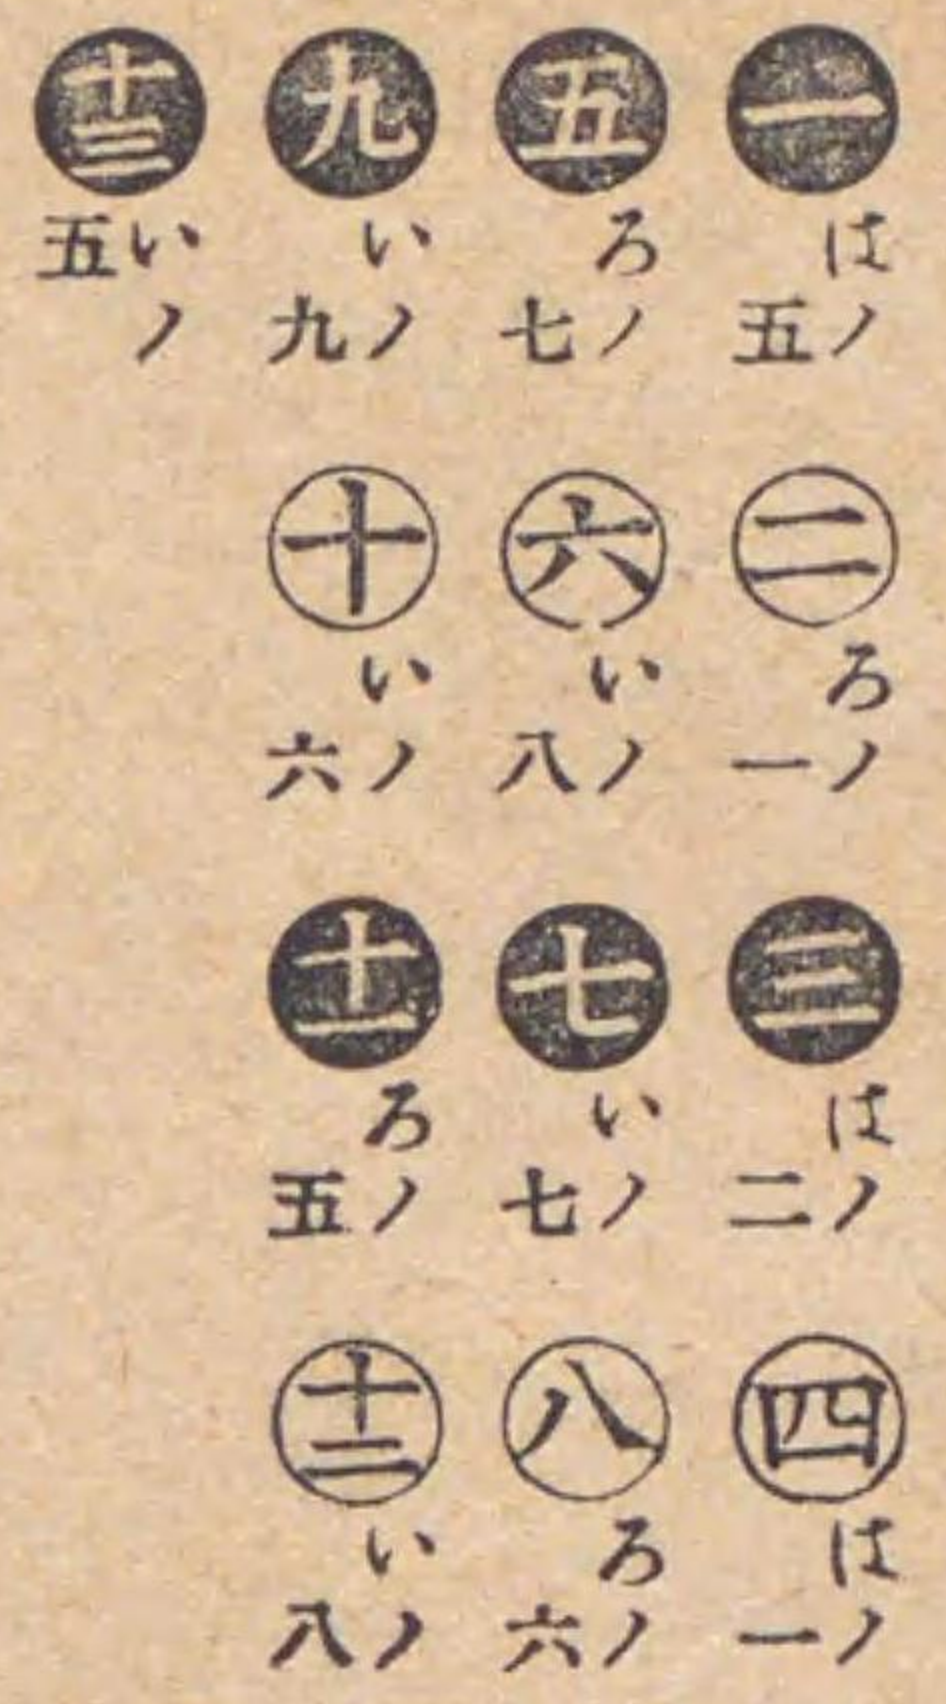 一 はノ五 二 ろノ一 三 はノ二 四 はノ一
五 ろノ七 六 いノ八 七 いノ七 八 ろノ六
九 いノ九 十 いノ六 十一 ろノ五 十二 いノ八
十三 いノ五